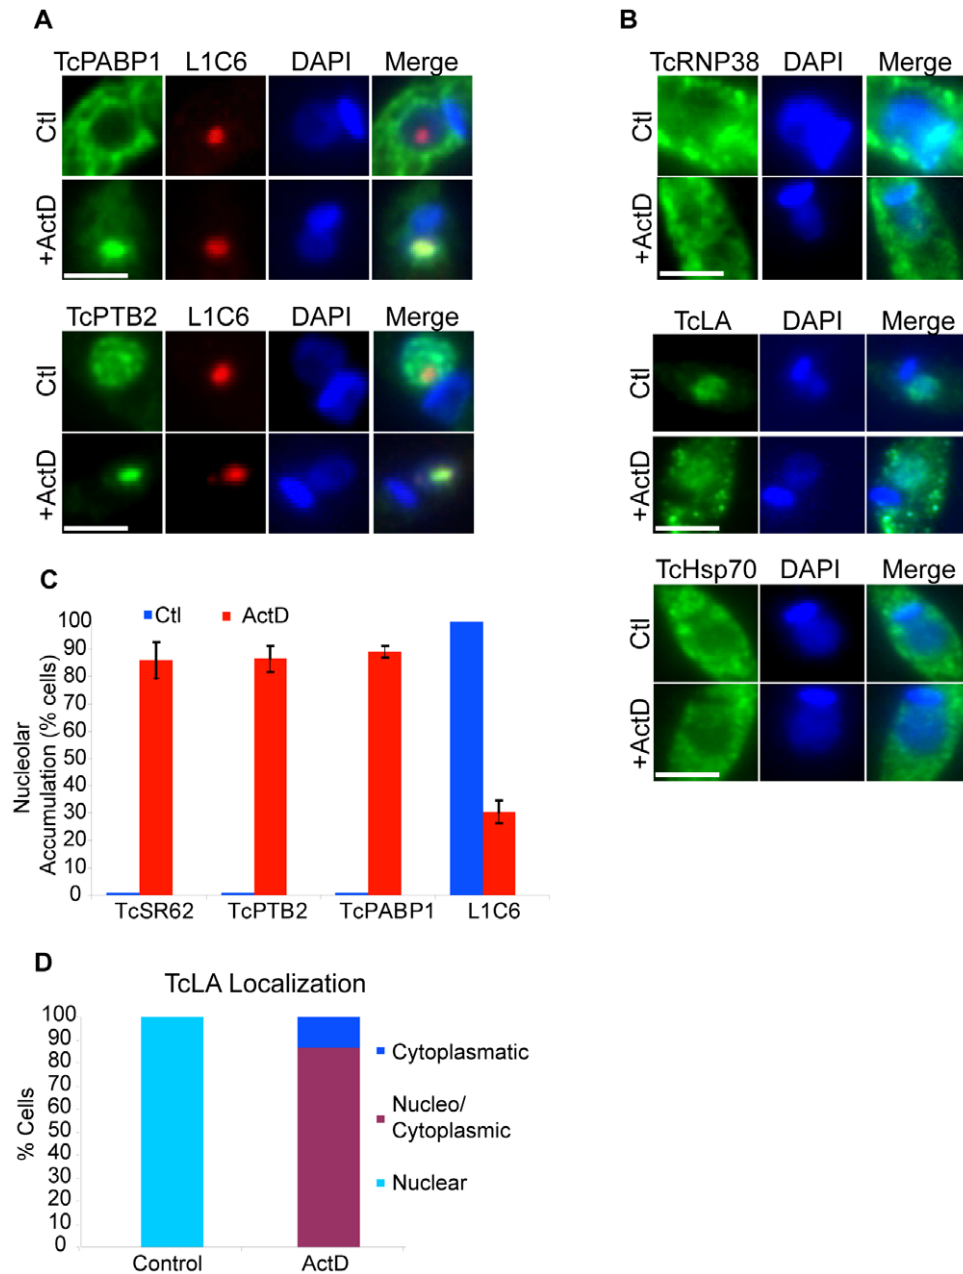 A
TcPABP1 L1C6 DAPI Merge
Ctl
+ActD
TcPTB2 L1C6 DAPI Merge
Ctl
+ActD
B
TcRNP38 DAPI Merge
Ctl
+ActD
TcLA DAPI Merge
Ctl
+ActD
TcHsp70 DAPI Merge
Ctl
+ActD
C
Ctl ActD
Nucleolar
Accumulation (% cells)
100
90
80
70
60
50
40
30
20
10
0
TcSR62 TcPTB2 TcPABP1 L1C6
D
TcLA Localization
% Cells
100
90
80
70
60
50
40
30
20
10
0
Control ActD
Cytoplasmatic
Nucleo/
Cytoplasmic
Nuclear